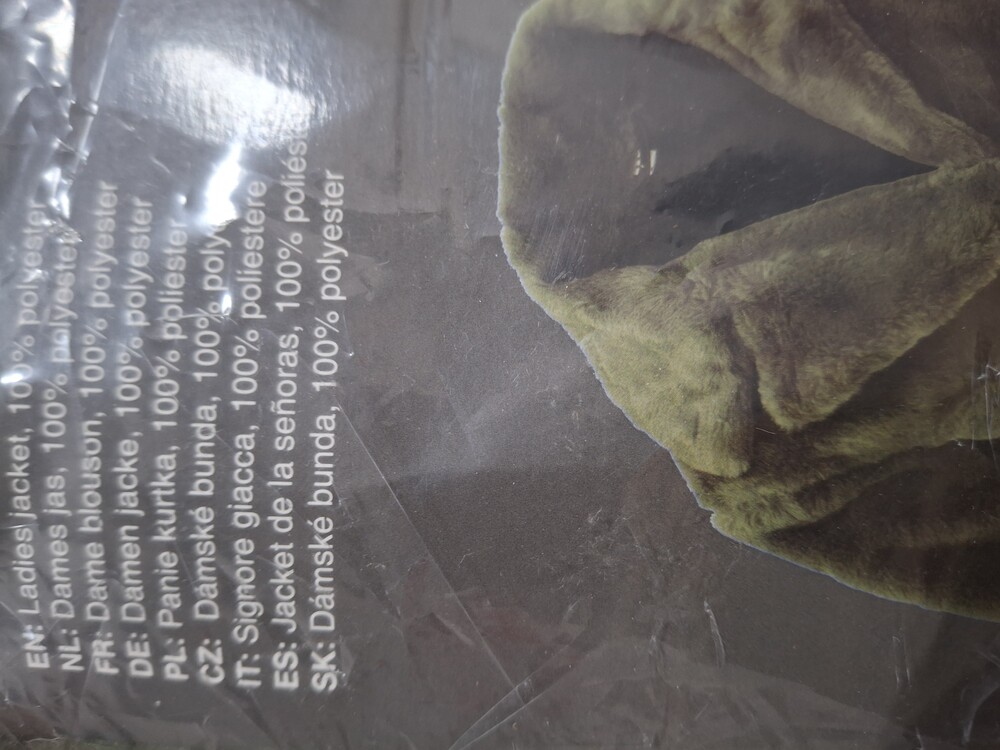 EN: Ladies jacket, 100% polyester
NL: Dames jas, 100% polyester
FR: Dame blouson, 100% polyester
DE: Damen jacke, 100% polyester
PL: Panie kurtka, 100% poliester
CZ: Dámské bunda, 100%
IT: Signore giacca, 100% poliestere
ES: Jacket de la señoras, 100%
SK: Dámské bunda, 100% polyester